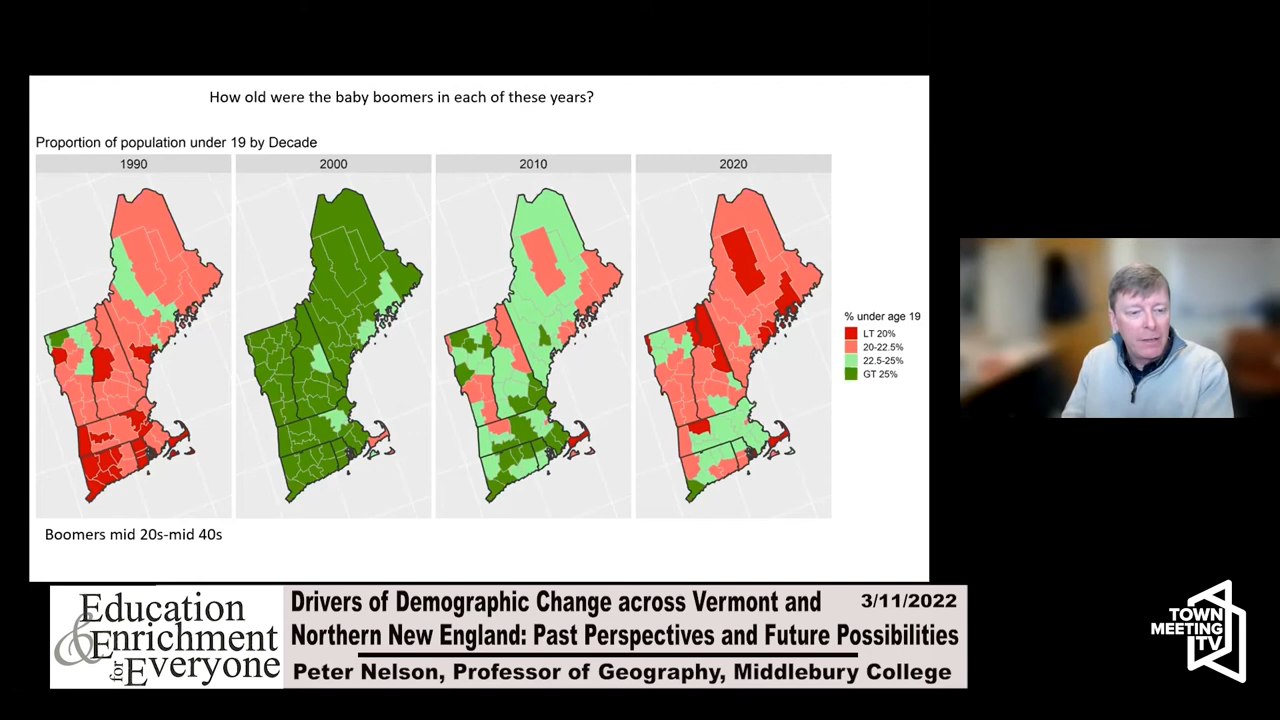 How old were the baby boomers in each of these years?
Proportion of population under 19 by Decade
1990
2000
2010
2020
% under age 19
LT 20%
20-22.5%
22.5-25%
GT 25%
Boomers mid 20s-mid 40s
Education
& Enrichment
for Everyone
Drivers of Demographic Change across Vermont and
3/11/2022
Northern New England: Past Perspectives and Future Possibilities
Peter Nelson, Professor of Geography, Middlebury College
TOWN
MEETING
TV